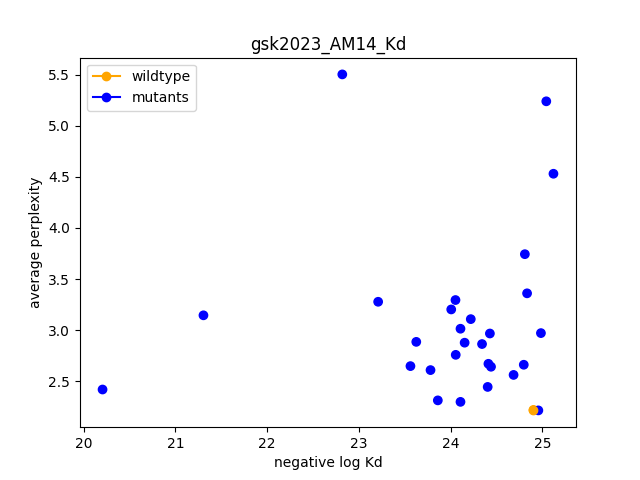 gsk2023_AM14_Kd
wildtype
mutants
5.5
5.0
4.5
4.0
3.5
3.0
2.5
average perplexity
20 21 22 23 24 25
negative log Kd